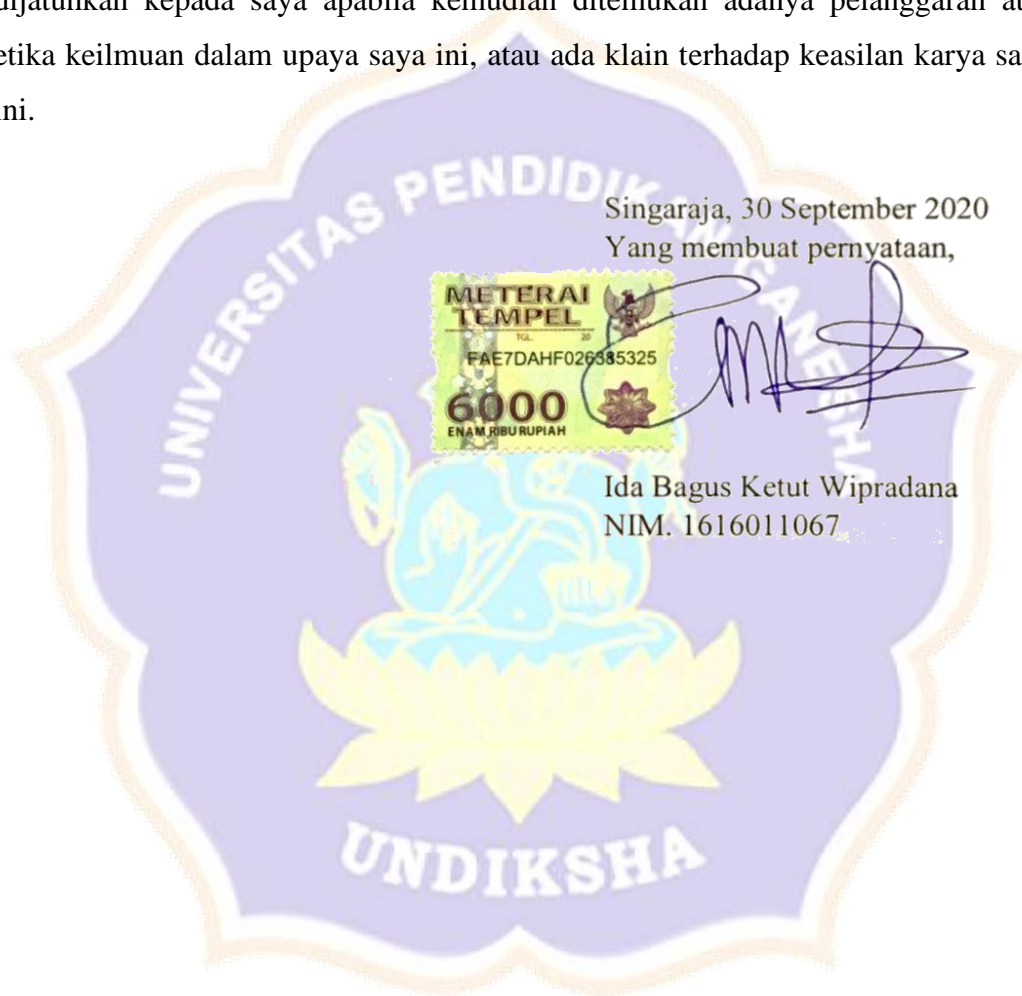 dijatuhkan kepada saya apabila kemudian ditemukan adanya pelanggaran at
etika keilmuan dalam upaya saya ini, atau ada klain terhadap keasilan karya sa
ini.
UNIVERSITAS PENDIDIKAN GANESHA
Singaraja, 30 September 2020
Yang membuat pernyataan,
METERAI
TEMPEL
TGL. 20
FAE7DAHF026385325
6000
ENAM RIBU RUPIAH
Ida Bagus Ketut Wipradana
NIM. 1616011067
UNDIKSHA